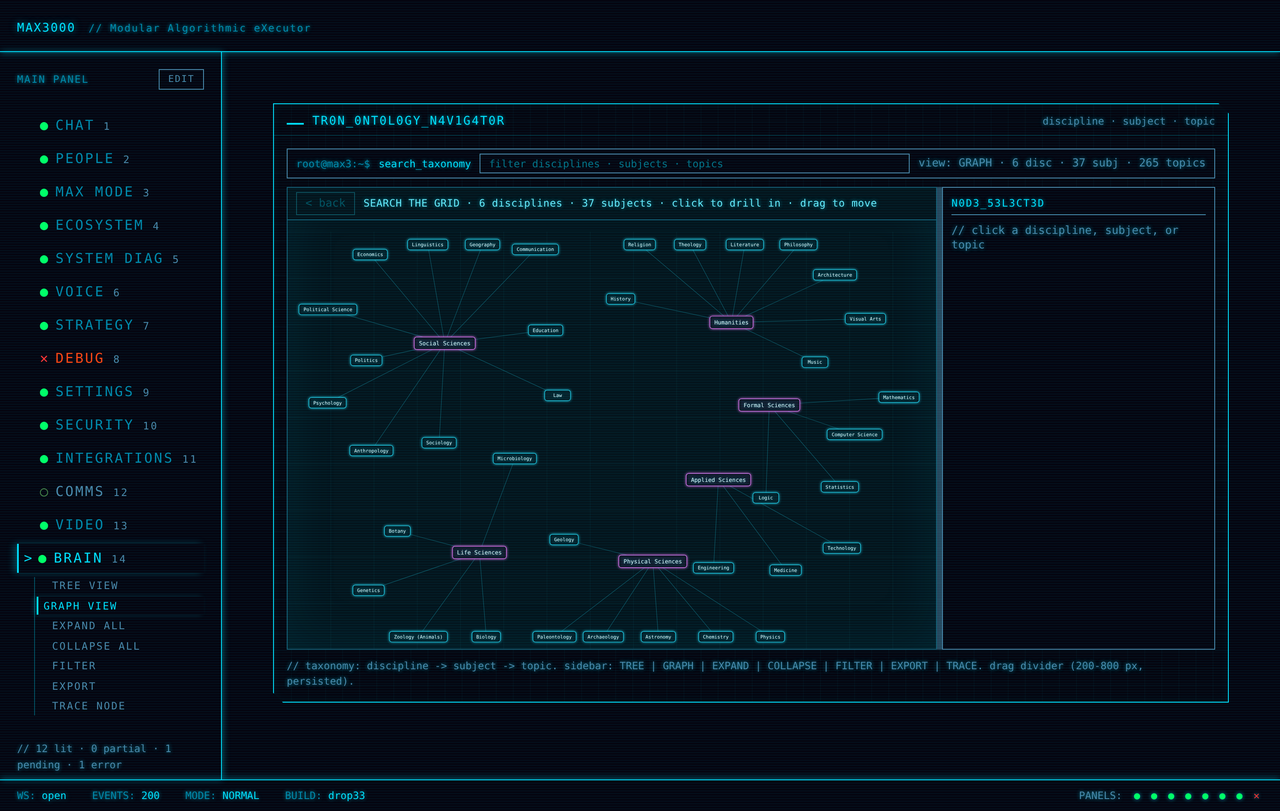 MAX3000 // Modular Algorithmic eXecutor
MAIN PANEL
EDIT
CHAT 1
PEOPLE 2
MAX MODE 3
ECOSYSTEM 4
SYSTEM DIAG 5
VOICE 6
STRATEGY 7
× DEBUG 8
SETTINGS 9
SECURITY 10
INTEGRATIONS 11
COMMS 12
VIDEO 13
> BRAIN 14
TREE VIEW
GRAPH VIEW
EXPAND ALL
COLLAPSE ALL
FILTER
EXPORT
TRACE NODE
// 12 lit · 0 partial · 1
pending · 1 error
TR0N_0NT0L0GY_N4V1G4T0R
discipline · subject · topic
root@max3:~$ search_taxonomy
filter disciplines · subjects · topics
view: GRAPH · 6 disc · 37 subj · 265 topics
< back
SEARCH THE GRID · 6 disciplines · 37 subjects · click to drill in · drag to move
Linguistics
Geography
Communication
Economics
Religion
Theology
Literature
Philosophy
Architecture
History
Political Science
Visual Arts
Humanities
Education
Social Sciences
Politics
Music
Law
Mathematics
Psychology
Formal Sciences
Computer Science
Sociology
Anthropology
Microbiology
Applied Sciences
Statistics
Logic
Botany
Geology
Technology
Life Sciences
Physical Sciences
Engineering
Medicine
Genetics
Zoology (Animals)
Biology
Paleontology
Archaeology
Astronomy
Chemistry
Physics
N0D3_53L3CT3D
// click a discipline, subject, or
topic
// taxonomy: discipline -> subject -> topic. sidebar: TREE | GRAPH | EXPAND | COLLAPSE | FILTER | EXPORT | TRACE. drag divider (200-800 px,
persisted).
WS: open EVENTS: 200 MODE: NORMAL BUILD: drop33
PANELS: ×